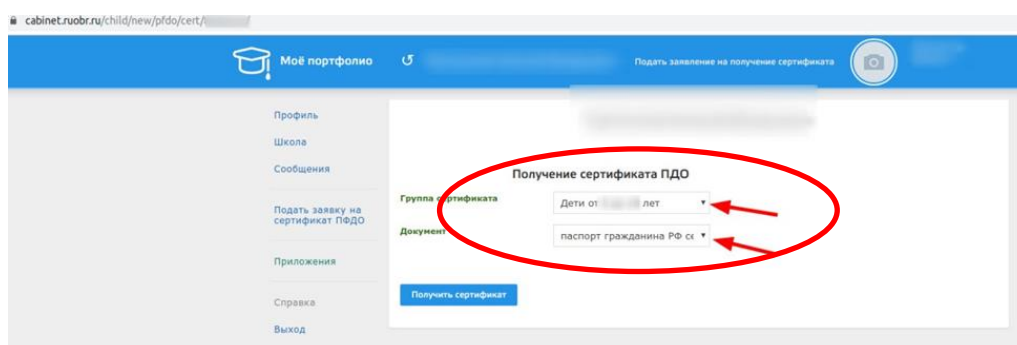 cabinet.ruobr.ru/child/new/pfdo/cert/
Моё портфолио
Подать заявление на получение сертификата
Профиль
Школа
Сообщения
Подать заявку на
сертификат ПФДО
Приложения
Справка
Выход
Получение сертификата ПДО
Группа сертификата
Дети от лет
Документ
паспорт гражданина РФ се
Получить сертификат